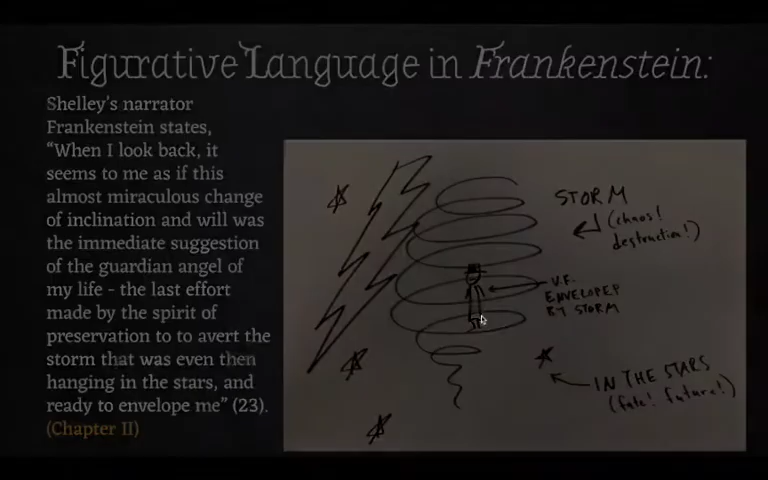 Figurative Language in Frankenstein:
Shelley's narrator
Frankenstein states,
"When I look back, it
seems to me as if this
almost miraculous change
of inclination and will was
the immediate suggestion
of the guardian angel of
my life - the last effort
made by the spirit of
preservation to to avert the
storm that was even then
hanging in the stars, and
ready to envelope me" (23).
(Chapter II)
STORM
(chaos!
destruction!)
V.F.
ENVELOPED
BY STORM
IN THE STARS
(fate! future!)